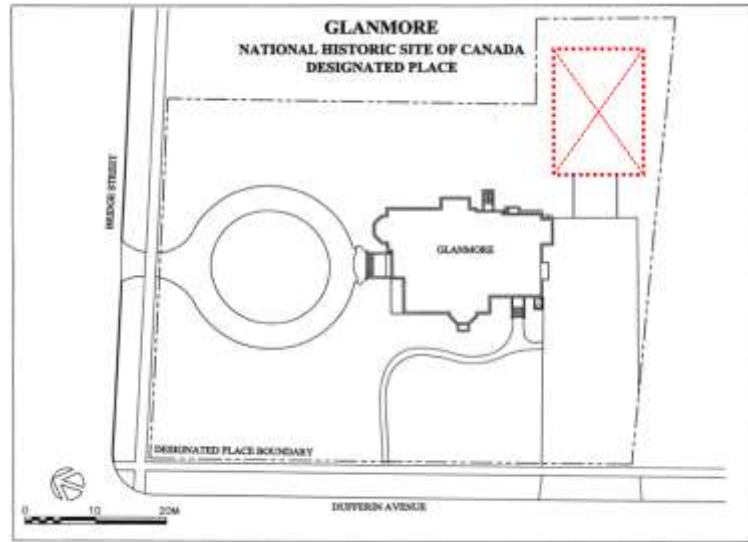 GLANMORE
NATIONAL HISTORIC SITE OF CANADA
DESIGNATED PLACE
BRIDGE STREET
GLANMORE
DESIGNATED PLACE BOUNDARY
0 10 20M
DUFFERIN AVENUE